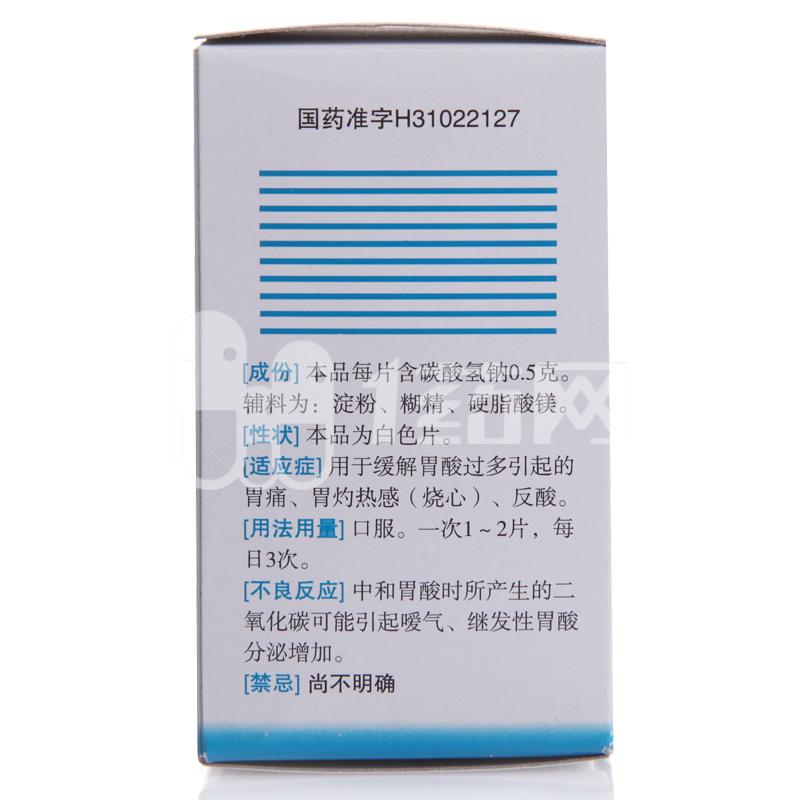 国药准字H31022127
[成份] 本品每片含碳酸氢钠0.5克。
辅料为：淀粉、糊精、硬脂酸镁。
[性状] 本品为白色片。
[适应症] 用于缓解胃酸过多引起的
胃痛、胃灼热感（烧心）、反酸。
[用法用量] 口服。一次1~2片，每
日3次。
[不良反应] 中和胃酸时所产生的二
氧化碳可能引起嗳气、继发性胃酸
分泌增加。
[禁忌] 尚不明确
1药网